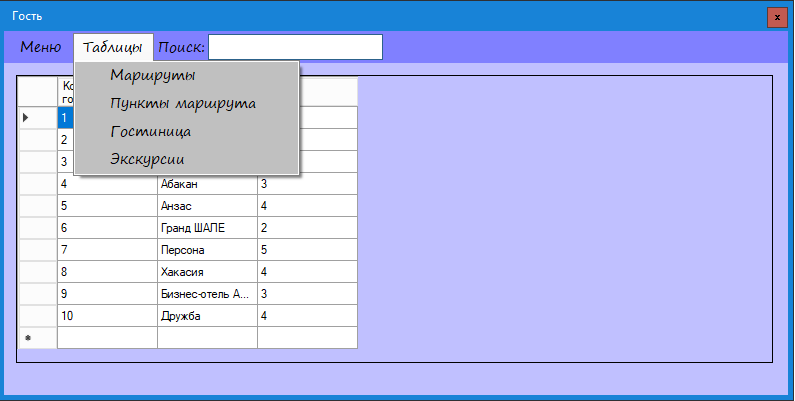 Гость
x
Меню Таблицы Поиск:
Маршруты
Пункты маршрута
Гостиница
Экскурсии
1
2
3
4 Абакан 3
5 Анзас 4
6 Гранд ШАЛЕ 2
7 Персона 5
8 Хакасия 4
9 Бизнес-отель А... 3
10 Дружба 4